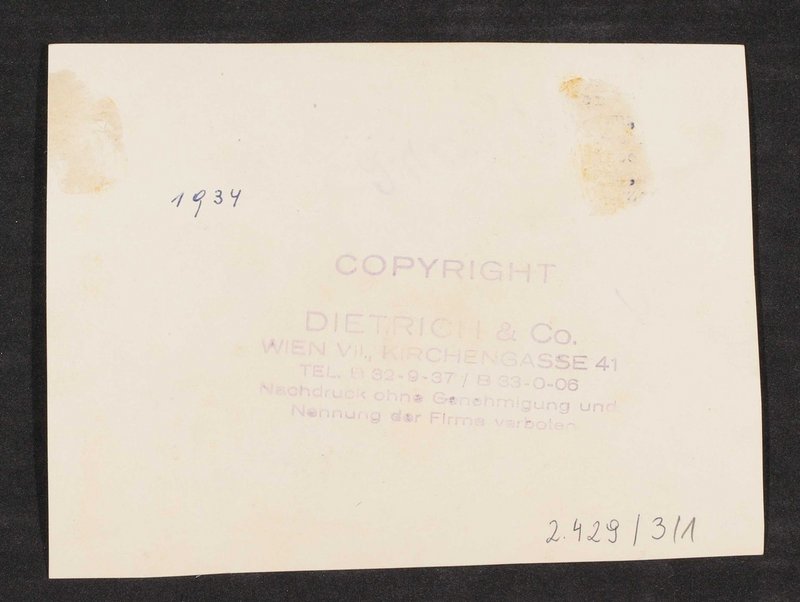 1934
COPYRIGHT
DIETRICH & Co.
WIEN VII., KIRCHENGASSE 41
TEL. B 32-9-37 / B 33-0-06
Nachdruck ohne Genehmigung und
Nennung der Firma verboten
2.429/3/1